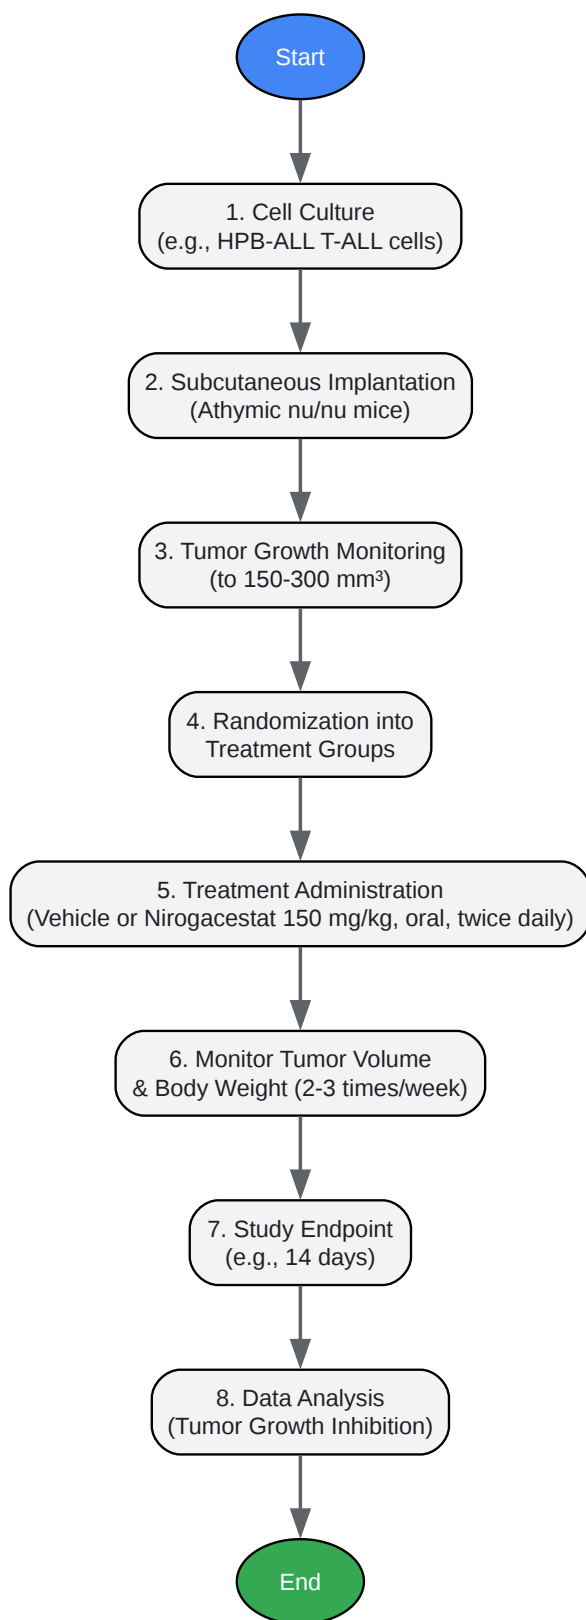 Start
1. Cell Culture
(e.g., HPB-ALL T-ALL cells)
2. Subcutaneous Implantation
(Athymic nu/nu mice)
3. Tumor Growth Monitoring
(to 150-300 mm³)
4. Randomization into
Treatment Groups
5. Treatment Administration
(Vehicle or Nirogacestat 150 mg/kg, oral, twice daily)
6. Monitor Tumor Volume
& Body Weight (2-3 times/week)
7. Study Endpoint
(e.g., 14 days)
8. Data Analysis
(Tumor Growth Inhibition)
End